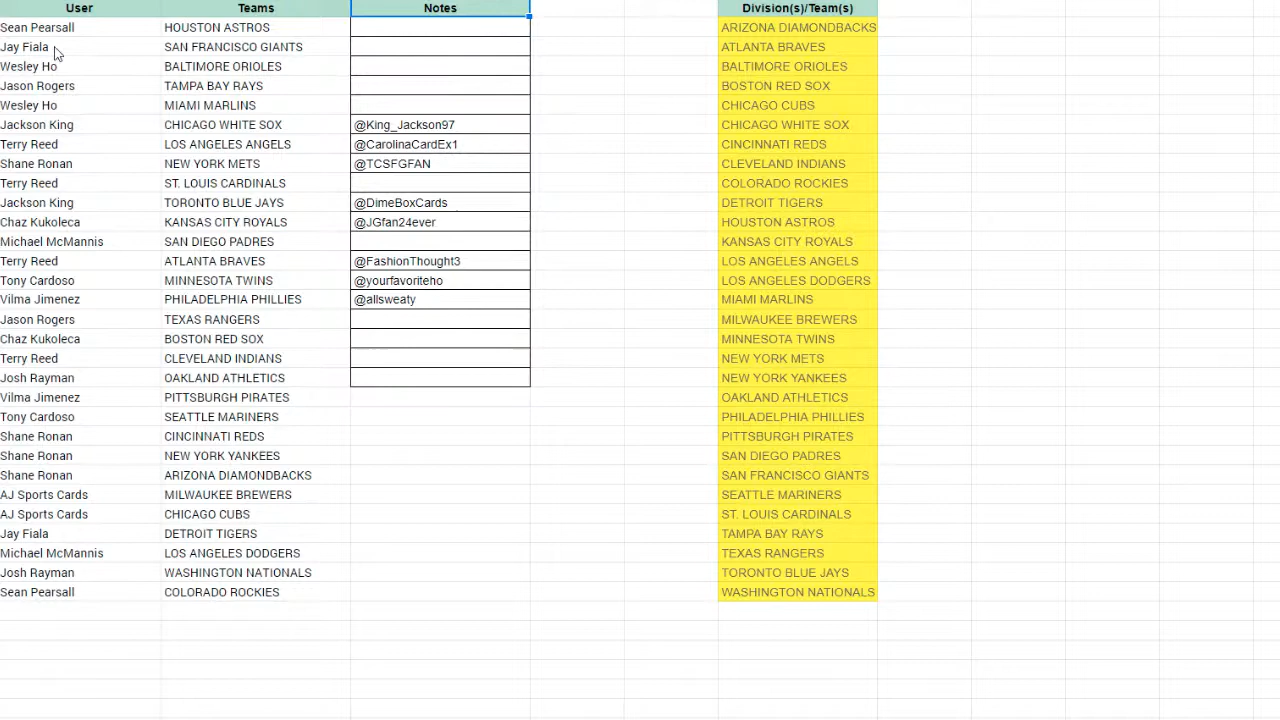 User Teams Notes Division(s)/Team(s)
Sean Pearsall HOUSTON ASTROS ARIZONA DIAMONDBACKS
Jay Fiala SAN FRANCISCO GIANTS ATLANTA BRAVES
Wesley Ho BALTIMORE ORIOLES BALTIMORE ORIOLES
Jason Rogers TAMPA BAY RAYS BOSTON RED SOX
Wesley Ho MIAMI MARLINS CHICAGO CUBS
Jackson King CHICAGO WHITE SOX @King_Jackson97 CHICAGO WHITE SOX
Terry Reed LOS ANGELES ANGELS @CarolinaCardEx1 CINCINNATI REDS
Shane Ronan NEW YORK METS @TCSFGFAN CLEVELAND INDIANS
Terry Reed ST. LOUIS CARDINALS COLORADO ROCKIES
Jackson King TORONTO BLUE JAYS @DimeBoxCards DETROIT TIGERS
Chaz Kukoleca KANSAS CITY ROYALS @JGfan24ever HOUSTON ASTROS
Michael McMannis SAN DIEGO PADRES KANSAS CITY ROYALS
Terry Reed ATLANTA BRAVES @FashionThought3 LOS ANGELES ANGELS
Tony Cardoso MINNESOTA TWINS @yourfavoriteho LOS ANGELES DODGERS
Vilma Jimenez PHILADELPHIA PHILLIES @allsweaty MIAMI MARLINS
Jason Rogers TEXAS RANGERS MILWAUKEE BREWERS
Chaz Kukoleca BOSTON RED SOX MINNESOTA TWINS
Terry Reed CLEVELAND INDIANS NEW YORK METS
Josh Rayman OAKLAND ATHLETICS NEW YORK YANKEES
Vilma Jimenez PITTSBURGH PIRATES OAKLAND ATHLETICS
Tony Cardoso SEATTLE MARINERS PHILADELPHIA PHILLIES
Shane Ronan CINCINNATI REDS PITTSBURGH PIRATES
Shane Ronan NEW YORK YANKEES SAN DIEGO PADRES
Shane Ronan ARIZONA DIAMONDBACKS SAN FRANCISCO GIANTS
AJ Sports Cards MILWAUKEE BREWERS SEATTLE MARINERS
AJ Sports Cards CHICAGO CUBS ST. LOUIS CARDINALS
Jay Fiala DETROIT TIGERS TAMPA BAY RAYS
Michael McMannis LOS ANGELES DODGERS TEXAS RANGERS
Josh Rayman WASHINGTON NATIONALS TORONTO BLUE JAYS
Sean Pearsall COLORADO ROCKIES WASHINGTON NATIONALS